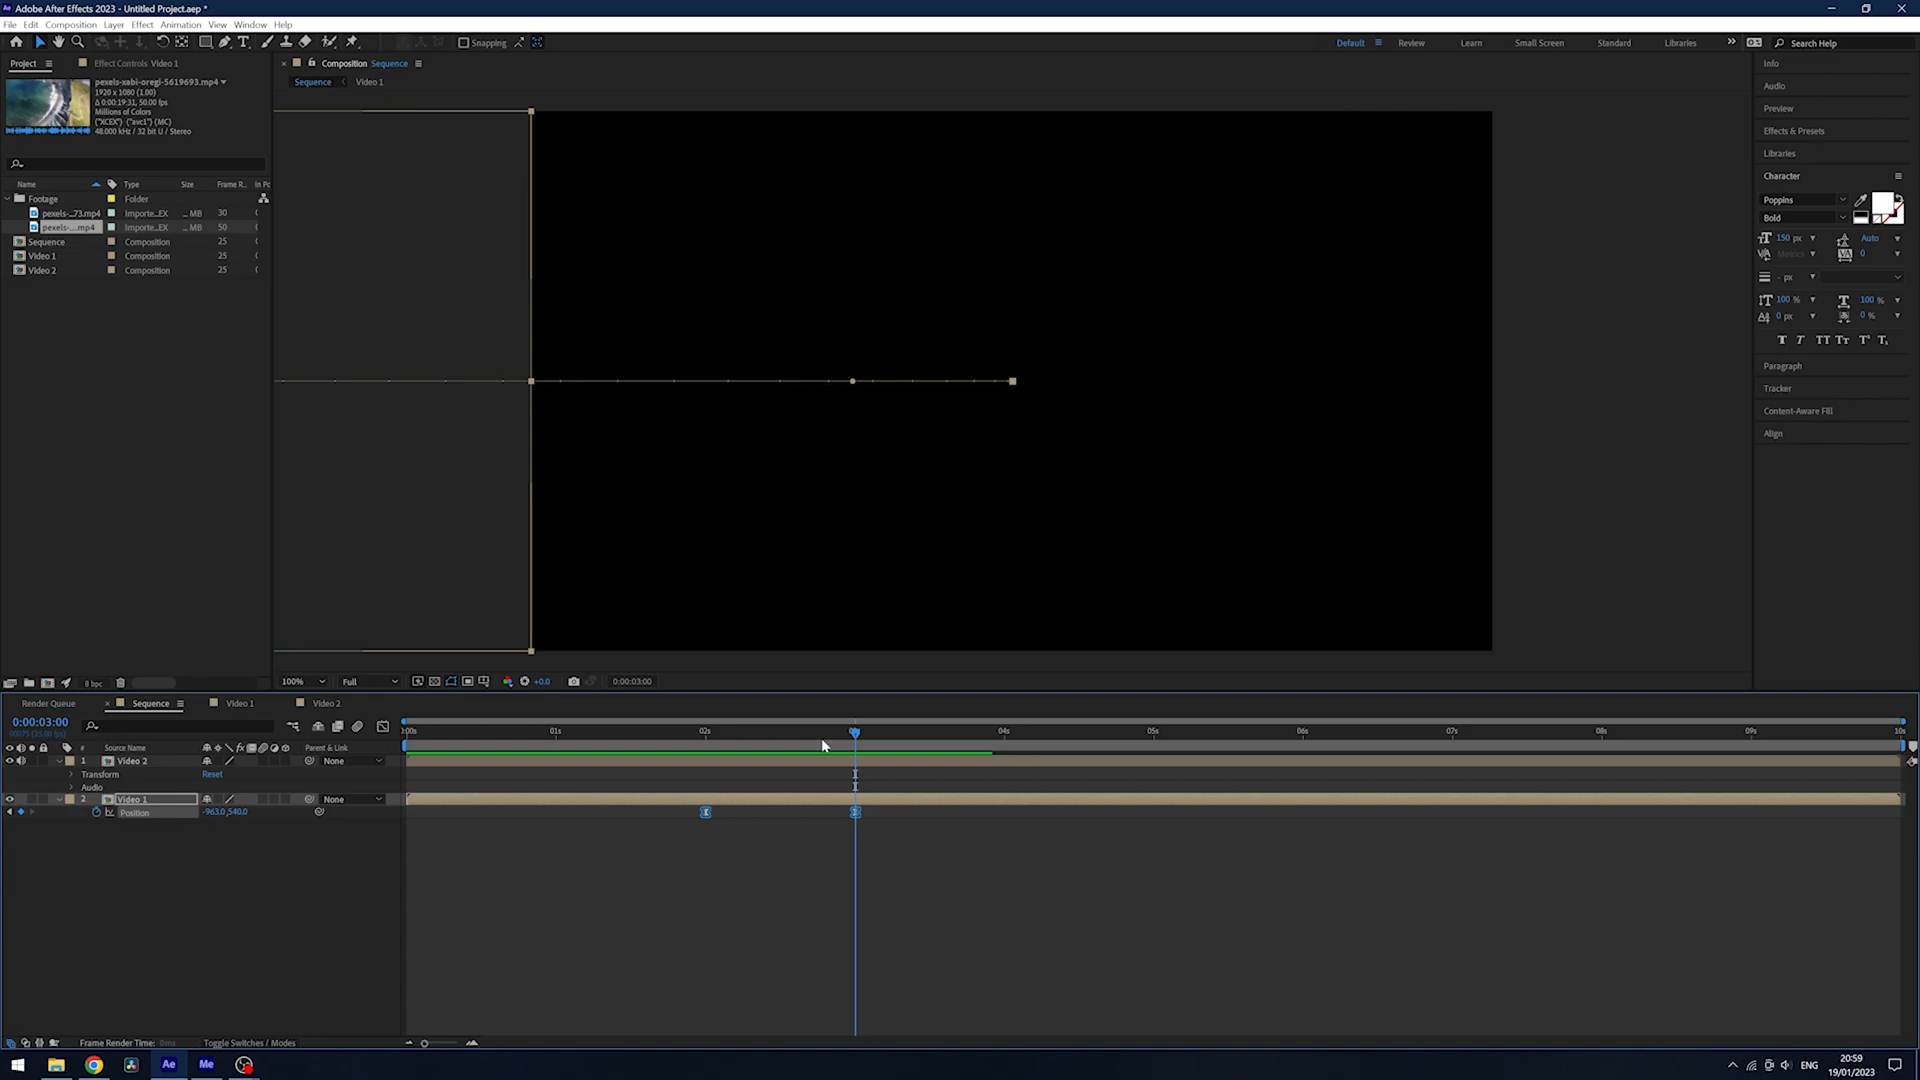 Adobe After Effects 2023 - Untitled Project.aep *
File Edit Composition Layer Effect Animation View Window Help
Snapping
Default Review Learn Small Screen Standard Libraries Search Help
Project Effect Controls Video 1
pexels-xabi-oregi-5619693.mp4
1920 x 1080 (1.00)
Δ 0:00:19:31, 50.00 fps
Millions of Colors
("XCEX") ("avc1") (MC)
48.000 kHz / 32 bit U / Stereo
Name Type Size Frame R... In Po
Footage Folder
pexels-...73.mp4 Importe...EX ... MB 30
pexels-....mp4 Importe...EX ... MB 50
Sequence Composition 25
Video 1 Composition 25
Video 2 Composition 25
8 bpc
Composition Sequence
Sequence Video 1
100% Full +0.0 0:00:03:00
Info
Audio
Preview
Effects & Presets
Libraries
Character
Poppins
Bold
150 px Auto
Metrics 0
- px
100 % 100 %
0 px 0 %
T T TT Tт T¹ T₁
Paragraph
Tracker
Content-Aware Fill
Align
Render Queue Sequence Video 1 Video 2
0:00:03:00
00075 (25.00 fps)
:00s 01s 02s 04s 05s 06s 07s 08s 09s 10s
# Source Name Parent & Link
1 Video 2 None
Transform Reset
Audio
2 Video 1 None
Position -963.0,540.0
Frame Render Time: 0ms Toggle Switches / Modes
Ae Me ENG 20:59
19/01/2023